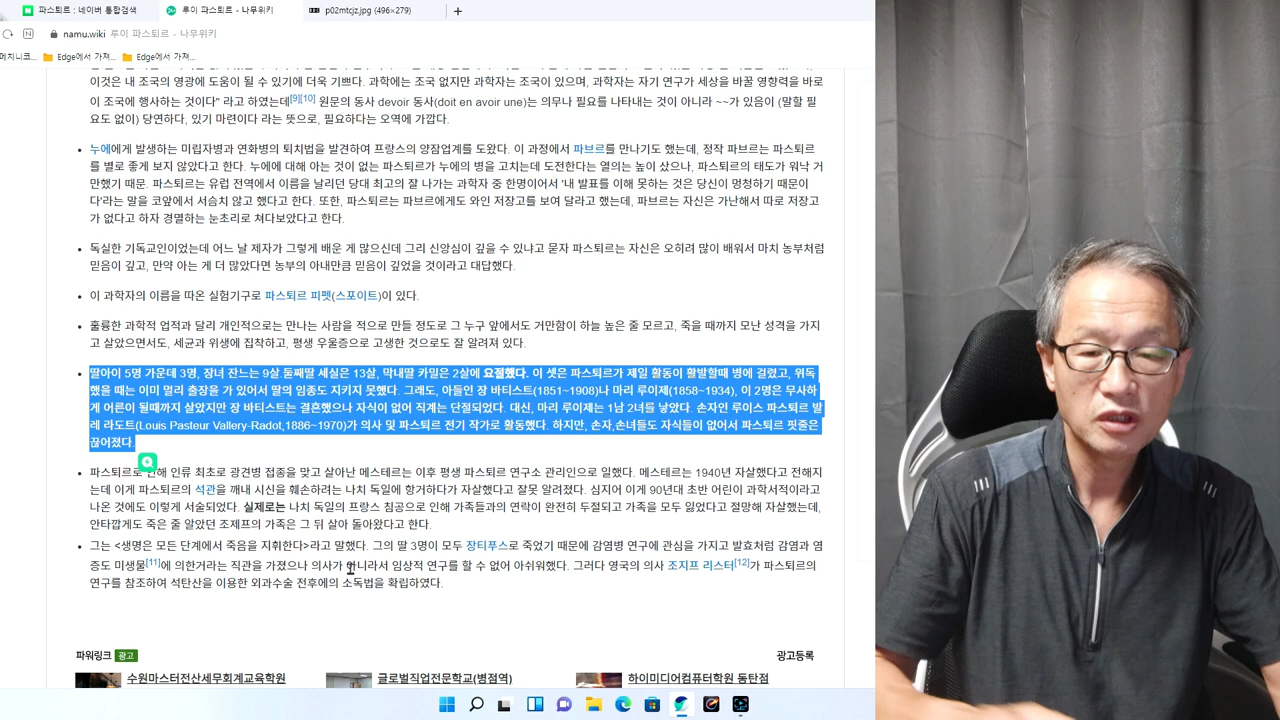 파스퇴르 : 네이버 통합검색
루이 파스퇴르 - 나무위키
p02mtcjz.jpg (496×279)
namu.wiki 루이 파스퇴르 - 나무위키
Edge에서 가져...
Edge에서 가져...
이것은 내 조국의 영광에 도움이 될 수 있기에 더욱 기쁘다. 과학에는 조국 없지만 과학자는 조국이 있으며, 과학자는 자기 연구가 세상을 바꿀 영향력을 바로
이 조국에 행사하는 것이다" 라고 하였는데[9][10] 원문의 동사 devoir 동사(doit en avoir une)는 의무나 필요를 나타내는 것이 아니라 ~~가 있음이 (말할 필
요도 없이) 당연하다, 있기 마련이다 라는 뜻으로, 필요하다는 오역에 가깝다.
누에에게 발생하는 미립자병과 연화병의 퇴치법을 발견하여 프랑스의 양잠업계를 도왔다. 이 과정에서 파브르를 만나기도 했는데, 정작 파브르는 파스퇴르
를 별로 좋게 보지 않았다고 한다. 누에에 대해 아는 것이 없는 파스퇴르가 누에의 병을 고치는데 도전한다는 열의는 높이 샀으나, 파스퇴르의 태도가 워낙 거
만했기 때문. 파스퇴르는 유럽 전역에서 이름을 날리던 당대 최고의 잘 나가는 과학자 중 한명이어서 '내 발표를 이해 못하는 것은 당신이 멍청하기 때문이
다'라는 말을 코앞에서 서슴치 않고 했다고 한다. 또한, 파스퇴르는 파브르에게도 와인 저장고를 보여 달라고 했는데, 파브르는 자신은 가난해서 따로 저장고
가 없다고 하자 경멸하는 눈초리로 쳐다보았다고 한다.
독실한 기독교인이었는데 어느 날 제자가 그렇게 배운 게 많으신데 그리 신앙심이 깊을 수 있냐고 묻자 파스퇴르는 자신은 오히려 많이 배워서 마치 농부처럼
믿음이 깊고, 만약 아는 게 더 많았다면 농부의 아내만큼 믿음이 깊었을 것이라고 대답했다.
이 과학자의 이름을 따온 실험기구로 파스퇴르 피펫(스포이트)이 있다.
훌륭한 과학적 업적과 달리 개인적으로는 만나는 사람을 적으로 만들 정도로 그 누구 앞에서도 거만함이 하늘 높은 줄 모르고, 죽을 때까지 모난 성격을 가지
고 살았으면서도, 세균과 위생에 집착하고, 평생 우울증으로 고생한 것으로도 잘 알려져 있다.
딸아이 5명 가운데 3명, 장녀 잔느는 9살 둘째딸 세실은 13살, 막내딸 카밀은 2살에 요절했다. 이 셋은 파스퇴르가 제일 활동이 활발할때 병에 걸렸고, 위독
했을 때는 이미 멀리 출장을 가 있어서 딸의 임종도 지키지 못했다. 그래도, 아들인 장 바티스트(1851~1908)나 마리 루이제(1858~1934), 이 2명은 무사하
게 어른이 될때까지 살았지만 장 바티스트는 결혼했으나 자식이 없어 직계는 단절되었다. 대신, 마리 루이제는 1남 2녀를 낳았다. 손자인 루이스 파스퇴르 발
레 라도트(Louis Pasteur Vallery-Radot,1886~1970)가 의사 및 파스퇴르 전기 작가로 활동했다. 하지만, 손자,손녀들도 자식들이 없어서 파스퇴르 핏줄은
끊어졌다.
파스퇴르로 인해 인류 최초로 광견병 접종을 맞고 살아난 메스테르는 이후 평생 파스퇴르 연구소 관리인으로 일했다. 메스테르는 1940년 자살했다고 전해지
는데 이게 파스퇴르의 석관을 깨내 시신을 훼손하려는 나치 독일에 항거하다가 자살했다고 잘못 알려졌다. 심지어 이게 90년대 초반 어린이 과학서적이라고
나온 것에도 이렇게 서술되었다. 실제로는 나치 독일의 프랑스 침공으로 인해 가족들과의 연락이 완전히 두절되고 가족을 모두 잃었다고 절망해 자살했는데,
안타깝게도 죽은 줄 알았던 조제프의 가족은 그 뒤 살아 돌아왔다고 한다.
그는 <생명은 모든 단계에서 죽음을 지휘한다>라고 말했다. 그의 딸 3명이 모두 장티푸스로 죽었기 때문에 감염병 연구에 관심을 가지고 발효처럼 감염과 염
증도 미생물[11]에 의한거라는 직관을 가졌으나 의사가 아니라서 임상적 연구를 할 수 없어 아쉬워했다. 그러다 영국의 의사 조지프 리스터[12]가 파스퇴르의
연구를 참조하여 석탄산을 이용한 외과수술 전후에의 소독법을 확립하였다.
파워링크 광고 광고등록
수원마스터전산세무회계교육학원 글로벌직업전문학교(병점역) 하이미디어컴퓨터학원 동탄점